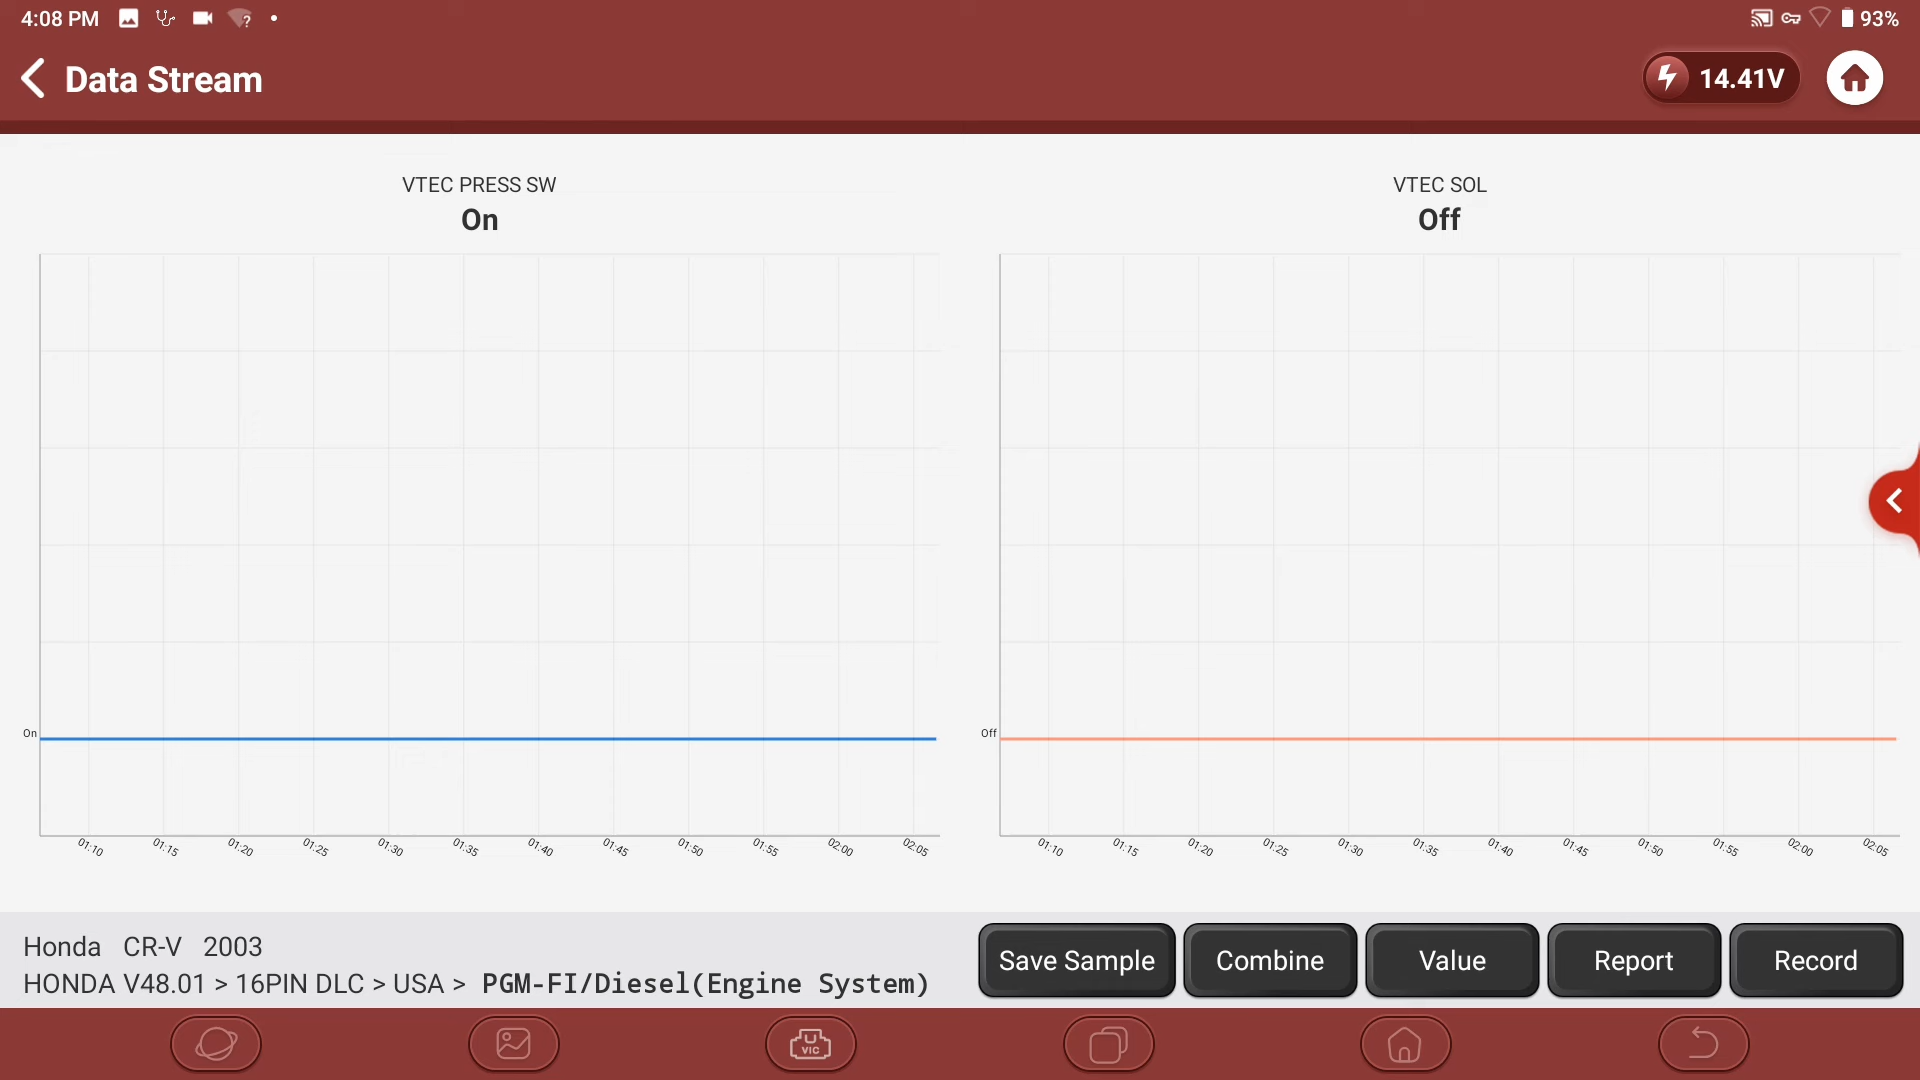 4:08 PM
93%
Data Stream
14.41V
VTEC PRESS SW
On
VTEC SOL
Off
On
01:10 01:15 01:20 01:25 01:30 01:35 01:40 01:45 01:50 01:55 02:00 02:05
Off
01:10 01:15 01:20 01:25 01:30 01:35 01:40 01:45 01:50 01:55 02:00 02:05
Honda CR-V 2003
HONDA V48.01 > 16PIN DLC > USA > PGM-FI/Diesel(Engine System)
Save Sample
Combine
Value
Report
Record
VIC